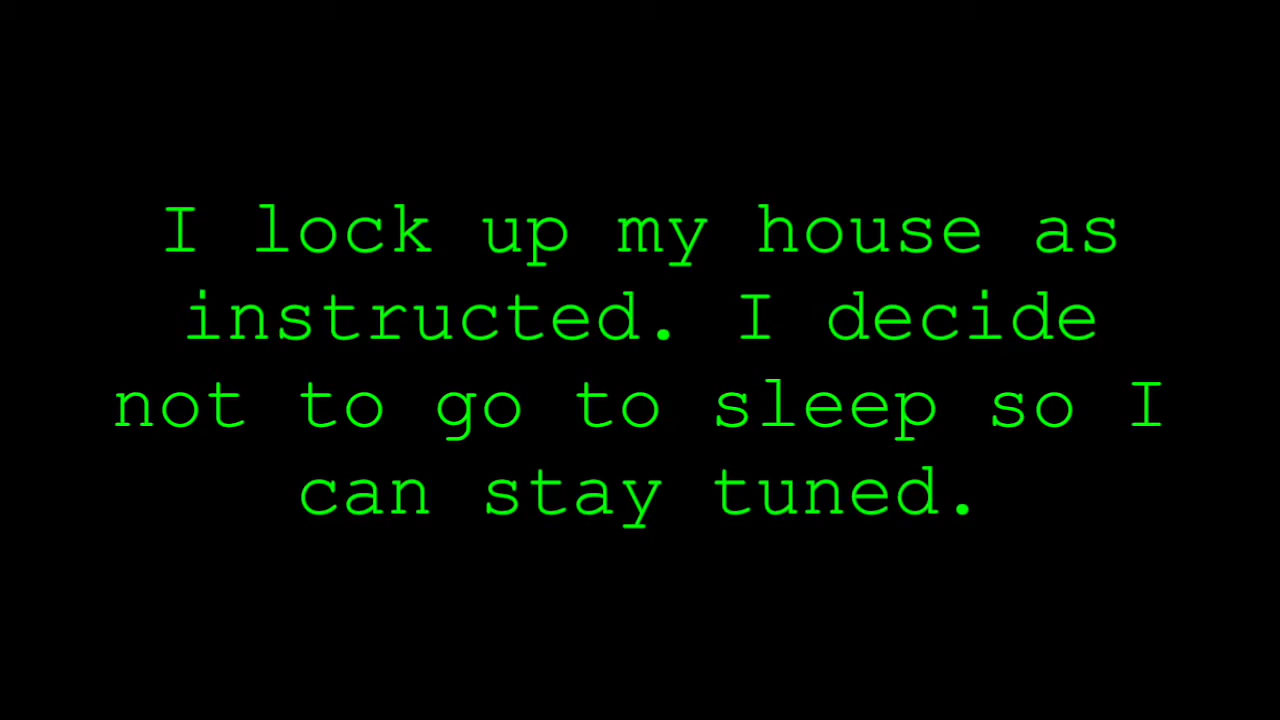 I lock up my house as
instructed. I decide
not to go to sleep so I
can stay tuned.